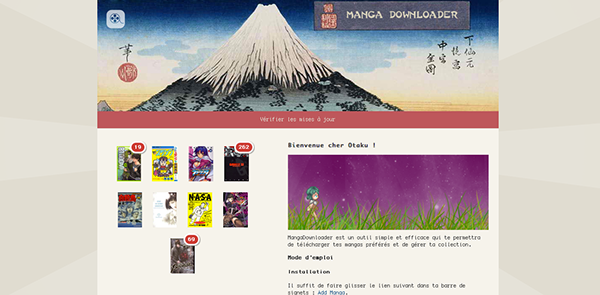 MANGA DOWNLOADER
Vérifier les mises à jour
19
262
NASA
69
Bienvenue cher Otaku !
MangaDownloader est un outil simple et efficace qui te permettra
de télécharger tes mangas préférés et de gérer ta collection.
Mode d'emploi
Installation
Il suffit de faire glisser le lien suivant dans ta barre de
signets : Add Manga.